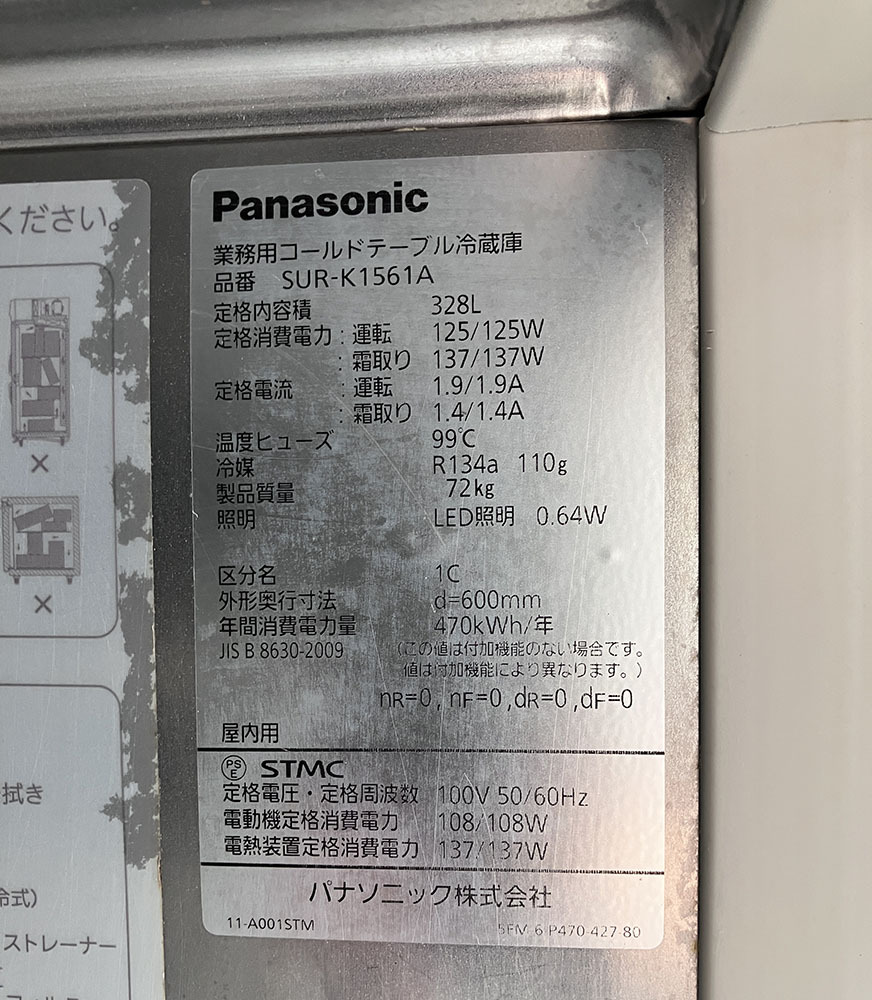 ください。
×
×
拭き
冷式)
ストレーナー
Panasonic
業務用コールドテーブル冷蔵庫
品番 SUR-K1561A
定格内容積 328L
定格消費電力 : 運転 125/125W
: 霜取り 137/137W
定格電流 : 運転 1.9/1.9A
: 霜取り 1.4/1.4A
温度ヒューズ 99℃
冷媒 R134a 110g
製品質量 72kg
照明 LED照明 0.64W
区分名 1C
外形奥行寸法 d=600mm
年間消費電力量 470kWh/年
JIS B 8630-2009 (この値は付加機能のない場合です。
値は付加機能により異なります。)
nR=0, nF=0,dR=0,dF=0
屋内用
PSE STMC
定格電圧・定格周波数 100V 50/60Hz
電動機定格消費電力 108/108W
電熱装置定格消費電力 137/137W
パナソニック株式会社
11-A001STM 5FM-6 P470-427-80